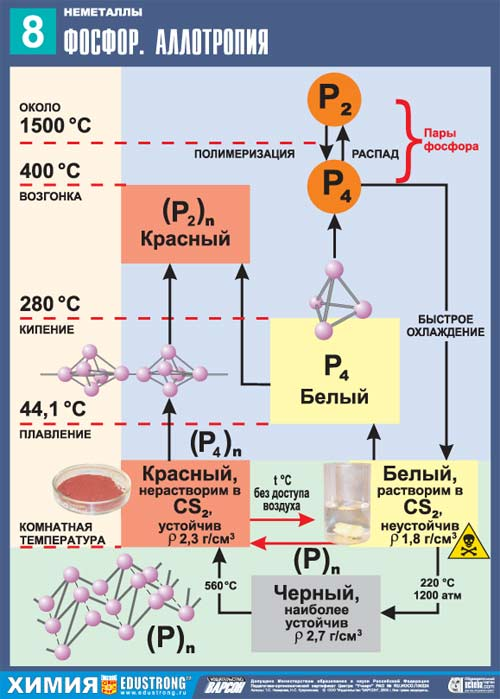 8
НЕМЕТАЛЛЫ
ФОСФОР. АЛЛОТРОПИЯ
ОКОЛО
1500 °C
P₂
ПОЛИМЕРИЗАЦИЯ
РАСПАД
Пары
фосфора
400 °C
ВОЗГОНКА
P₄
(P₂)n
Красный
280 °C
КИПЕНИЕ
БЫСТРОЕ
ОХЛАЖДЕНИЕ
P₄
Белый
44,1 °C
ПЛАВЛЕНИЕ
(P₄)n
Красный,
нерастворим в
CS₂,
устойчив
ρ 2,3 г/см³
t °C
без доступа
воздуха
Белый,
растворим в
CS₂,
неустойчив
ρ 1,8 г/см³
КОМНАТНАЯ
ТЕМПЕРАТУРА
(P)n
560 °C
Черный,
наиболее
устойчив
ρ 2,7 г/см³
220 °C
1200 атм
(P)n
ХИМИЯ
EDUSTRONG
www.edustrong.ru
ВАРСОН